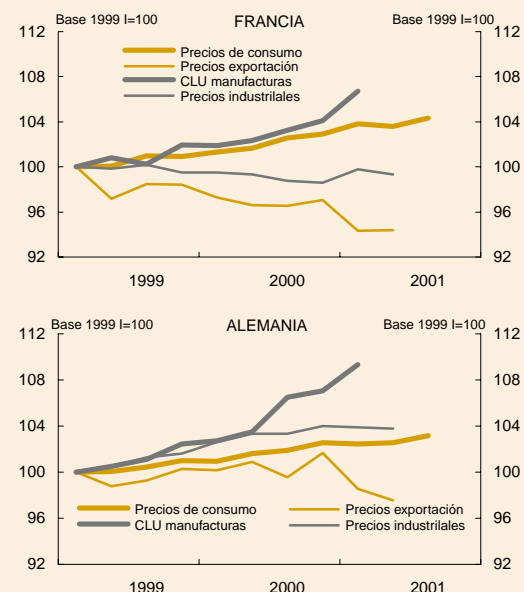 Base 1999 I=100 FRANCIA Base 1999 I=100
112 112
Precios de consumo
Precios exportación
108 CLU manufacturas 108
Precios industrilales
104 104
100 100
96 96
92 92
1999 2000 2001
Base 1999 I=100 ALEMANIA Base 1999 I=100
112 112
108 108
104 104
100 100
Precios de consumo Precios exportación
96 CLU manufacturas Precios industrilales 96
92 92
1999 2000 2001